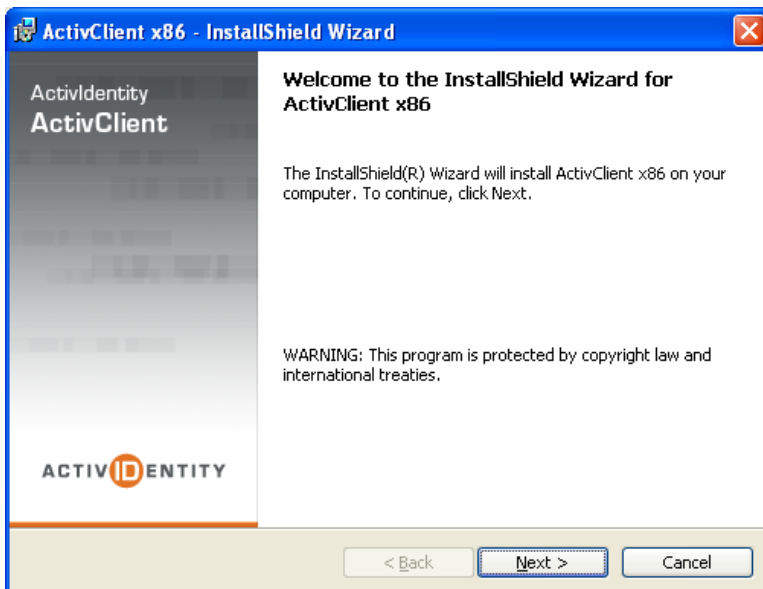 ActivClient x86 - InstallShield Wizard
ActivIdentity
ActivClient
Welcome to the InstallShield Wizard for
ActivClient x86
The InstallShield(R) Wizard will install ActivClient x86 on your
computer. To continue, click Next.
WARNING: This program is protected by copyright law and
international treaties.
ACTIVIDENTITY
< Back
Next >
Cancel